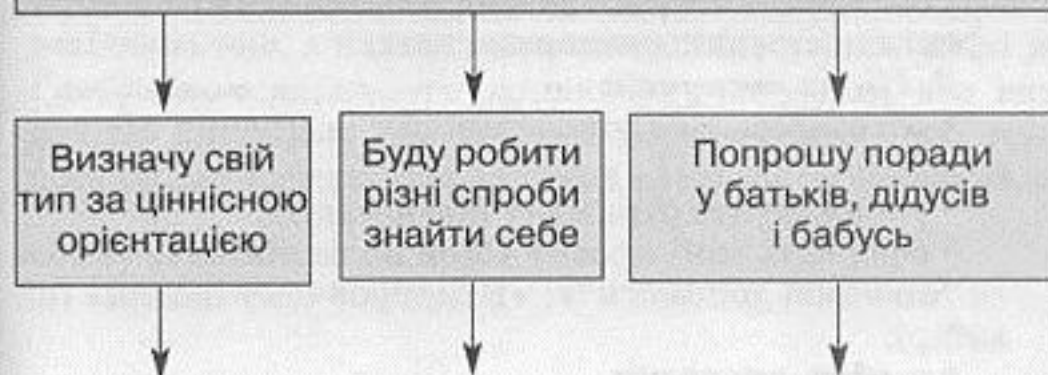 Визначу свій
тип за ціннісною
орієнтацією
Буду робити
різні спроби
знайти себе
Попрошу поради
у батьків, дідусів
і бабусь